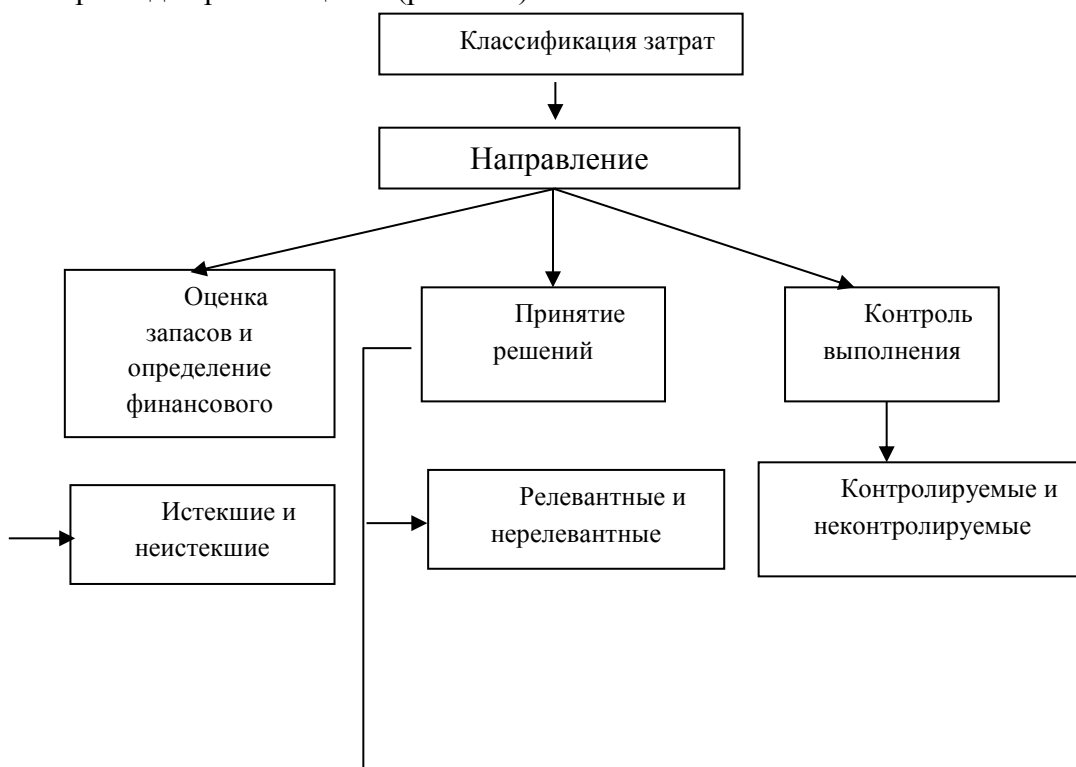 Классификация затрат
Направление
Оценка
запасов и
определение
финансового
Принятие
решений
Контроль
выполнения
Истекшие и
неистекшие
Релевантные и
нерелевантные
Контролируемые и
неконтролируемые